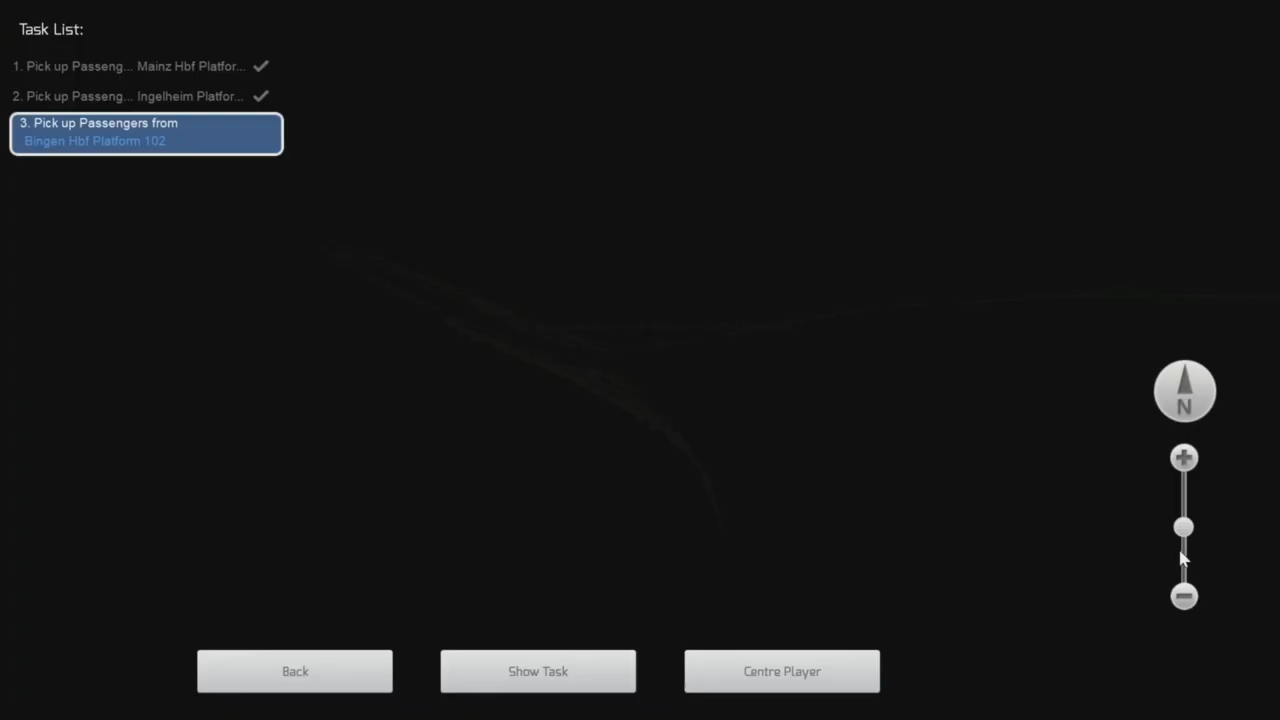 Task List:
1. Pick up Passeng... Mainz Hbf Platfor...
2. Pick up Passeng... Ingelheim Platfor...
3. Pick up Passengers from
Bingen Hbf Platform 102
N
Back
Show Task
Centre Player